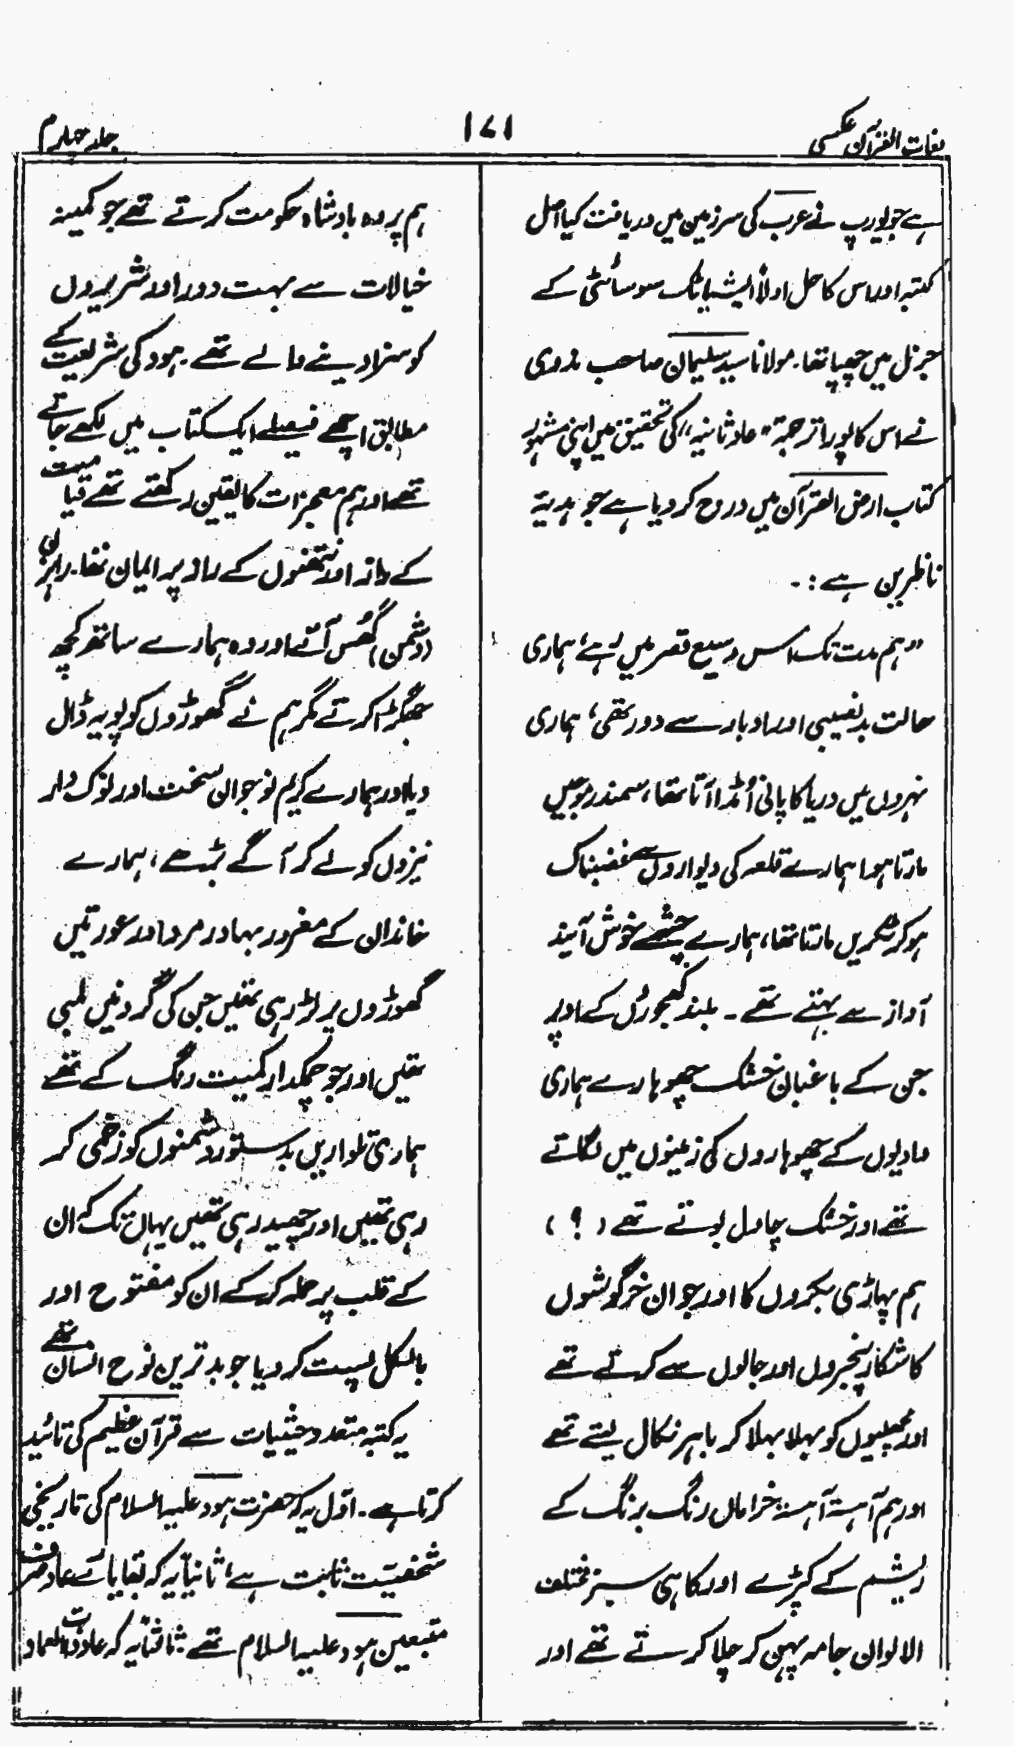 لغات القرآن عکسی
۱۷۱
جلد چہارم
ہے جو یورپ نے عرب کی سرزمین میں دریافت کیا اصل
کتبہ اور اس کا حل اولاً ایشیاٹک سوسائٹی کے
جرنل میں چھپا تھا۔ مولانا سید سلیمان صاحب ندوی
نے اس کا پورا ترجمہ "عاد ثانیہ" کی تحقیق میں اپنی مشہور
کتاب ارض القرآن میں درج کر دیا ہے جو ہدیۂ
ناظرین ہے :۔
"ہم مدت تک اس وسیع قصر میں رہے، ہماری
حالت بدنصیبی اور ادبار سے دور تھی، ہماری
نہروں میں دریا کا پانی اُمڈا آتا تھا، سمندر موجیں
مارتا ہوا ہمارے قلعہ کی دیواروں سے غضبناک
ہو کر ٹکریں مارتا تھا، ہمارے چشمے خوش آیند
آواز سے بہتے تھے ۔ بلند کھجوروں کے اوپر
جن کے باغبان خشک چھوہارے ہماری
وادیوں کے چھوہاروں کی زمینوں میں لگاتے
تھے اور خشک چاول بوتے تھے (؟)
ہم پہاڑی بکروں کا اور جوان خرگوشوں
کا شکار پنجروں اور جالوں سے کرتے تھے
اور مچھلیوں کو بہلا بہلا کر باہر نکال لیتے تھے
اور ہم آہستہ آہستہ خراماں رنگ برنگ کے
ریشم کے کپڑے اور کاہی سبز مختلف
الالوان جامہ پہن کر چلا کرتے تھے اور
ہم پر وہ بادشاہ حکومت کرتے تھے جو کمینہ
خیالات سے بہت دور اور شریروں
کو سزا دینے والے تھے ۔ ہود کی شریعت کے
مطابق اچھے فیصلے ایک کتاب میں لکھے جاتے
تھے اور ہم معجزات کا یقین رکھتے تھے قیامت
کے راز اور نتھنوں کے راز پر ایمان تھا۔ راہزن
(دشمن) گھس آئے اور وہ ہمارے ساتھ کچھ
جھگڑا کرتے مگر ہم نے گھوڑوں کو پویہ ڈال
دیا اور ہمارے کریم نوجوان سخت اور نوک دار
نیزوں کو لے کر آگے بڑھے، ہمارے
خاندان کے مغرور بہادر مرد اور عورتیں
گھوڑوں پر لڑ رہی تھیں جن کی گردنیں لمبی
تھیں اور جو چمکدار کمیت رنگ کے تھے
ہماری تلواریں بدستور دشمنوں کو زخمی کر
رہی تھیں اور چھید رہی تھیں یہاں تک کہ ان
کے قلب پر حملہ کر کے ان کو مفتوح اور
بالکل پست کر دیا جو بدترین نوعِ انسان تھے
یہ کتبہ متعدد حیثیات سے قرآن عظیم کی تائید
کرتا ہے ۔ اوّل یہ کہ حضرت ہود علیہ السلام کی تاریخی
شخصیت ثابت ہے، ثانیاً یہ کہ بقایائے عاد صرف
متبعین ہود علیہ السلام تھے ۔ ثالثاً یہ کہ عاد ذات العماد